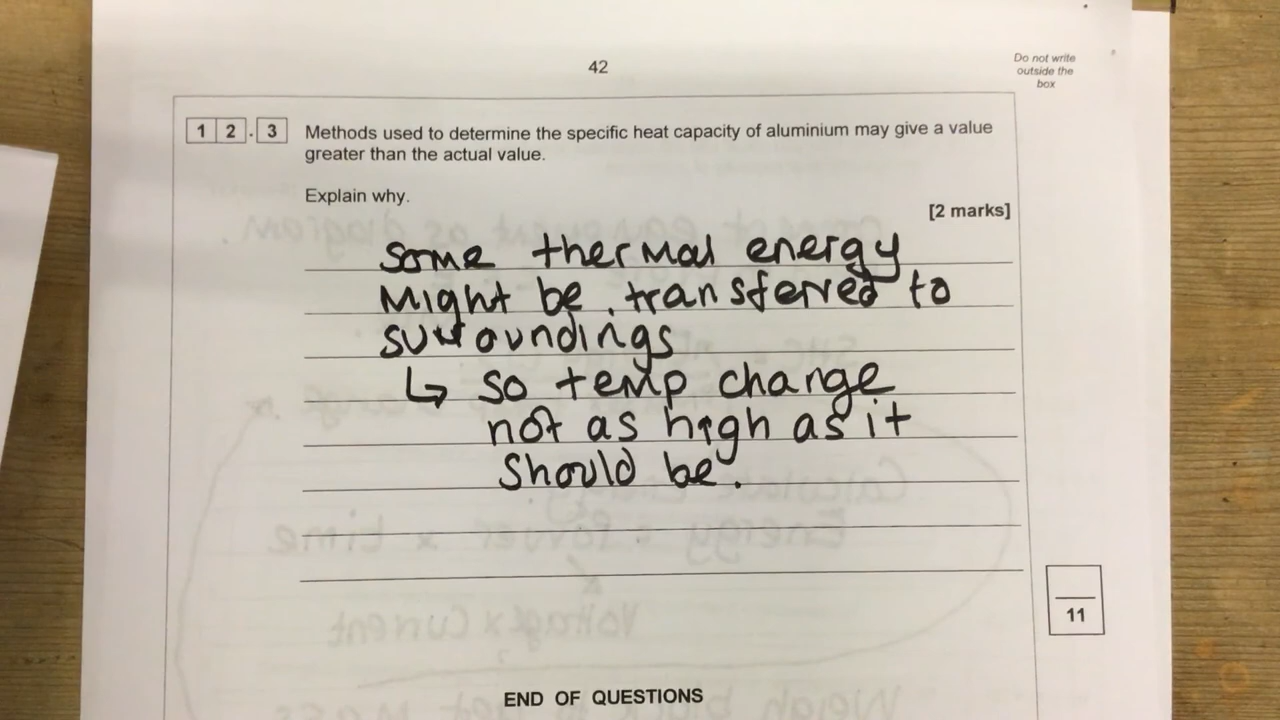 42
Do not write
outside the
box
1 2 . 3 Methods used to determine the specific heat capacity of aluminium may give a value
greater than the actual value.
Explain why.
[2 marks]
some thermal energy
might be transferred to
surroundings
↳ so temp change
not as high as it
should be.
11
END OF QUESTIONS